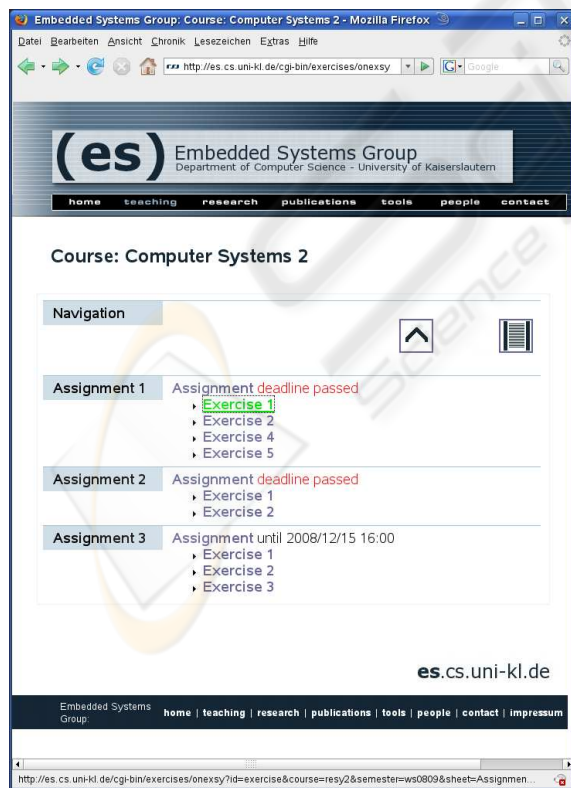 Embedded Systems Group: Course: Computer Systems 2 - Mozilla Firefox
Datei Bearbeiten Ansicht Chronik Lesezeichen Extras Hilfe
http://es.cs.uni-kl.de/cgi-bin/exercises/onexsy
G Google
(es) Embedded Systems Group
Department of Computer Science - University of Kaiserslautern
home teaching research publications tools people contact
Course: Computer Systems 2
Navigation
Assignment 1 Assignment deadline passed
Exercise 1
Exercise 2
Exercise 4
Exercise 5
Assignment 2 Assignment deadline passed
Exercise 1
Exercise 2
Assignment 3 Assignment until 2008/12/15 16:00
Exercise 1
Exercise 2
Exercise 3
es.cs.uni-kl.de
Embedded Systems
Group: home | teaching | research | publications | tools | people | contact | impressum
http://es.cs.uni-kl.de/cgi-bin/exercises/onexsy?id=exercise&course=resy2&semester=ws0809&sheet=Assignmen...